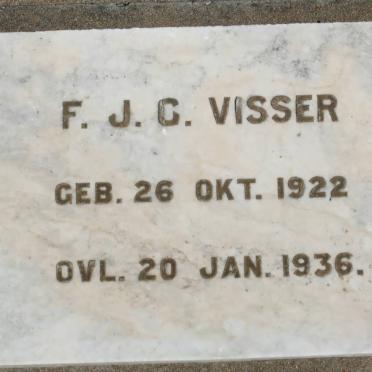 F. J. C. VISSER
GEB. 26 OKT. 1922
OVL. 20 JAN. 1936.